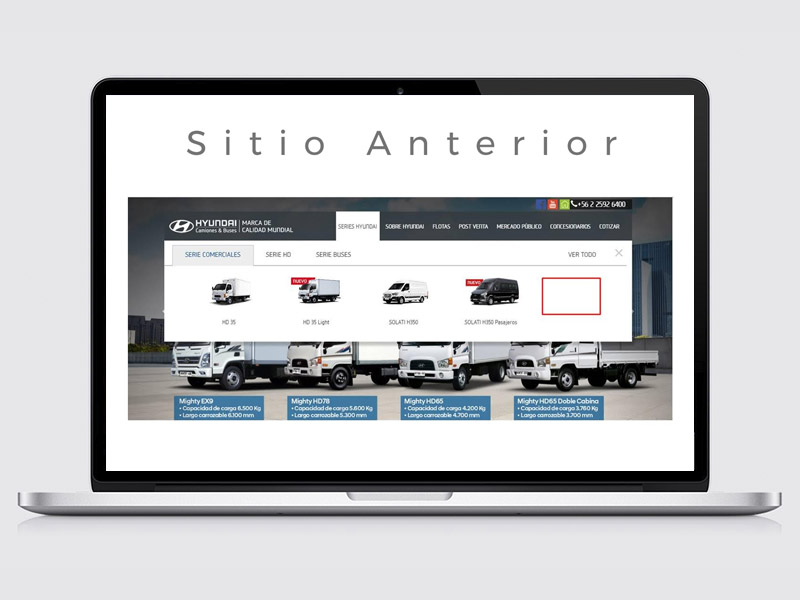 Sitio Anterior
+56 2 2592 6400
HYUNDAI
Camiones & Buses
MARCA DE
CALIDAD MUNDIAL
SERIES HYUNDAI
SOBRE HYUNDAI
FLOTAS
POST VENTA
MERCADO PÚBLICO
CONCESIONARIOS
COTIZAR
SERIE COMERCIALES
SERIE HD
SERIE BUSES
VER TODO
nuevo
nuevo
HD 35
HD 35 Light
SOLATI H350
SOLATI H350 Pasajeros
Mighty EX9
• Capacidad de carga 6.500 Kg
• Largo carrozable 6.100 mm
Mighty HD78
• Capacidad de carga 5.600 Kg
• Largo carrozable 5.300 mm
Mighty HD65
• Capacidad de carga 4.200 Kg
• Largo carrozable 4.700 mm
Mighty HD65 Doble Cabina
• Capacidad de carga 3.760 Kg
• Largo carrozable 3.700 mm